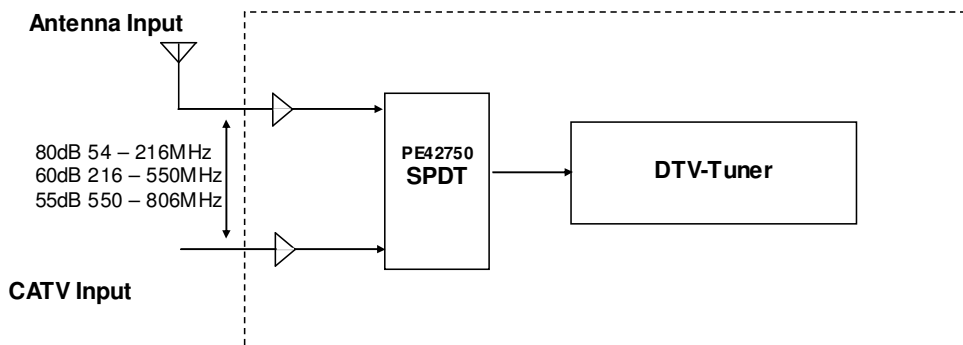 Antenna Input
80dB 54 – 216MHz
60dB 216 – 550MHz
55dB 550 – 806MHz
PE42750
SPDT
DTV-Tuner
CATV Input